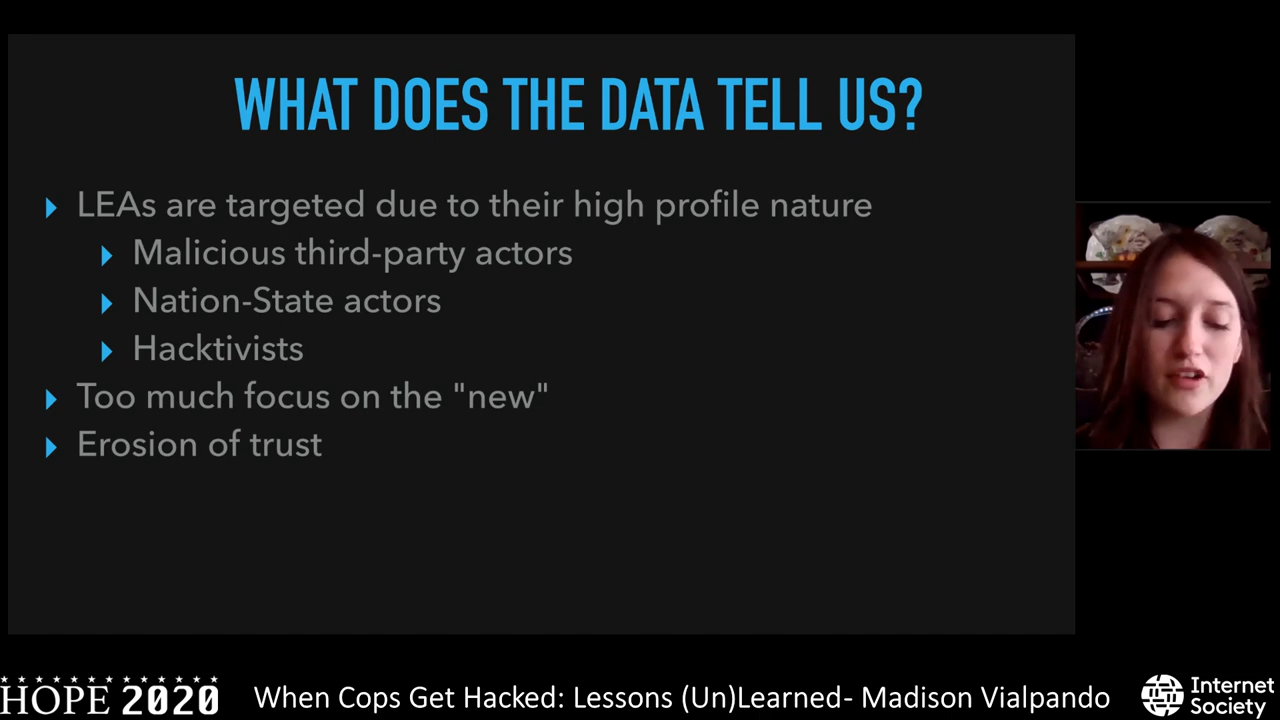 WHAT DOES THE DATA TELL US?
LEAs are targeted due to their high profile nature
Malicious third-party actors
Nation-State actors
Hacktivists
Too much focus on the "new"
Erosion of trust
HOPE 2020
When Cops Get Hacked: Lessons (Un)Learned- Madison Vialpando
Internet
Society